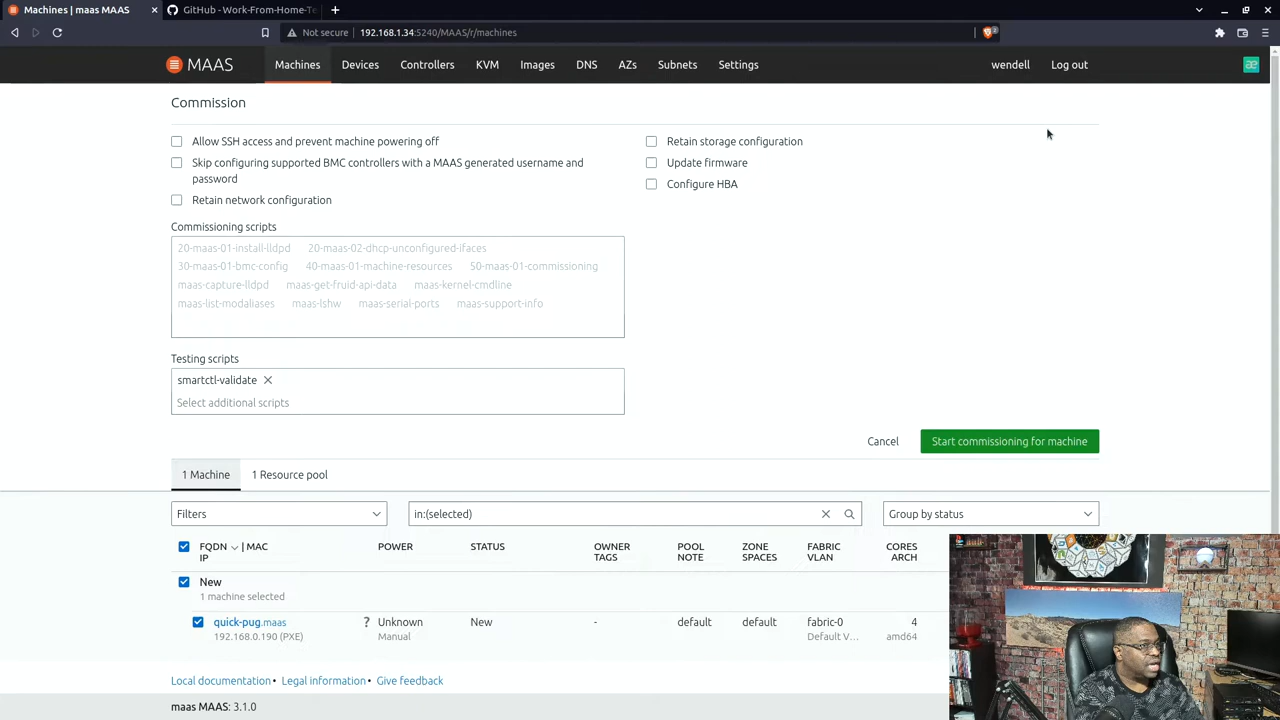 Machines | maas MAAS
GitHub - Work-From-Home-Te
Not secure
192.168.1.34:5240/MAAS/r/machines
MAAS
Machines
Devices
Controllers
KVM
Images
DNS
AZs
Subnets
Settings
wendell
Log out
Commission
Allow SSH access and prevent machine powering off
Skip configuring supported BMC controllers with a MAAS generated username and
password
Retain network configuration
Retain storage configuration
Update firmware
Configure HBA
Commissioning scripts
20-maas-01-install-lldpd 20-maas-02-dhcp-unconfigured-ifaces
30-maas-01-bmc-config 40-maas-01-machine-resources 50-maas-01-commissioning
maas-capture-lldpd maas-get-fruid-api-data maas-kernel-cmdline
maas-list-modaliases maas-lshw maas-serial-ports maas-support-info
Testing scripts
smartctl-validate
Select additional scripts
Cancel
Start commissioning for machine
1 Machine
1 Resource pool
Filters
in:(selected)
Group by status
FQDN | MAC
IP
POWER
STATUS
OWNER
TAGS
POOL
NOTE
ZONE
SPACES
FABRIC
VLAN
CORES
ARCH
New
1 machine selected
quick-pug.maas
192.168.0.190 (PXE)
? Unknown
Manual
New
-
default
default
fabric-0
Default V...
4
amd64
Local documentation • Legal information • Give feedback
maas MAAS: 3.1.0